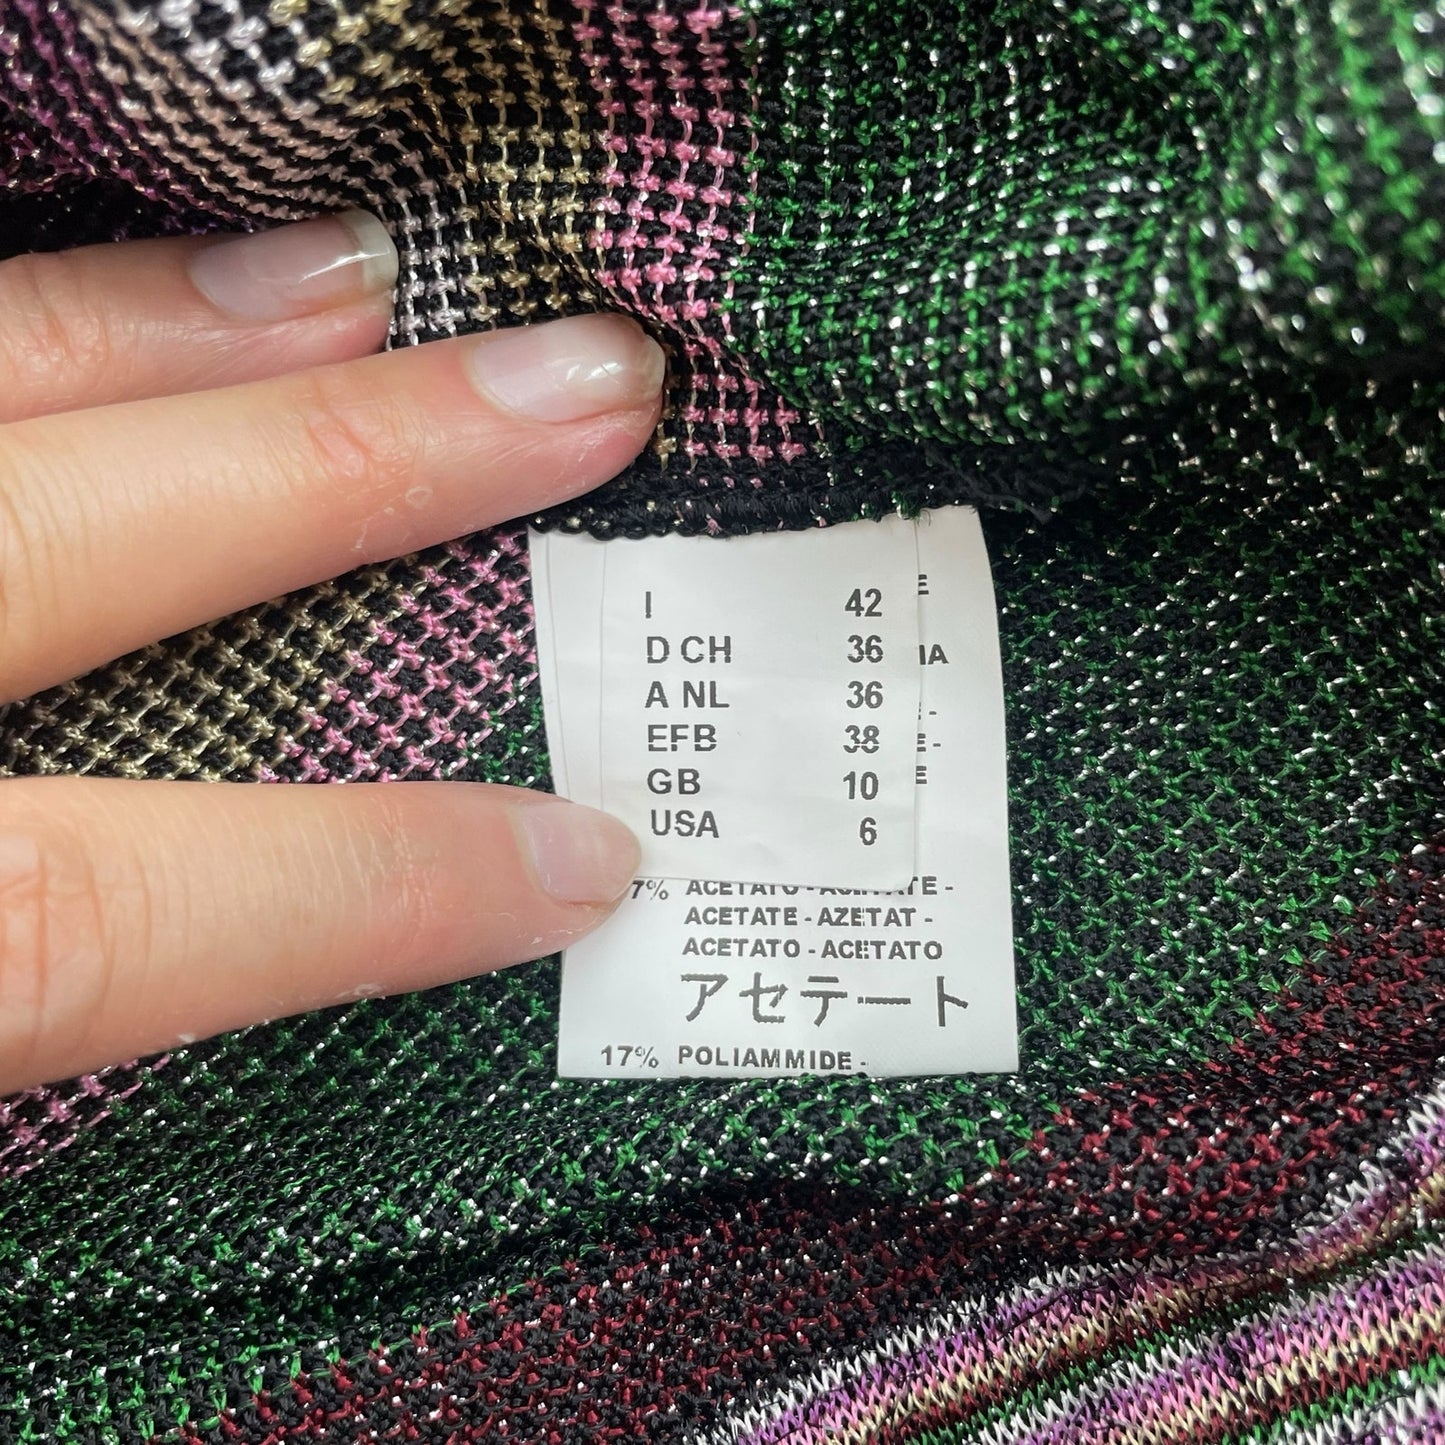 I 42
D CH 36
A NL 36
EFB 38
GB 10
USA 6
7% ACETATO - ACETATE -
ACETATE - AZETAT -
ACETATO - ACETATO
アセテート
17% POLIAMMIDE -